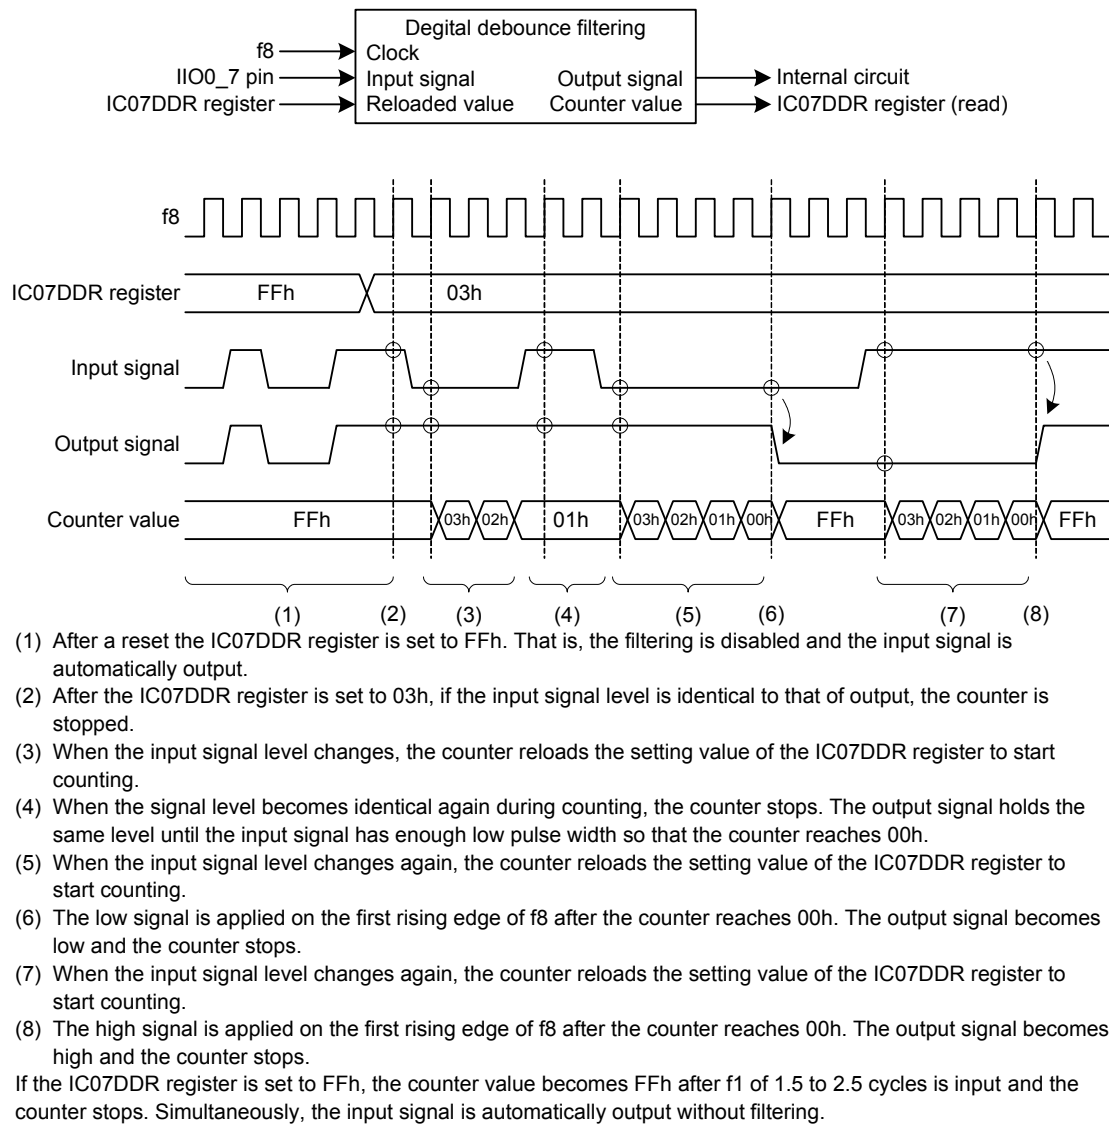 Degital debounce filtering
f8
Clock
IIO0_7 pin
Input signal
Output signal
Internal circuit
IC07DDR register
Reloaded value
Counter value
IC07DDR register (read)
f8
IC07DDR register
FFh
03h
Input signal
Output signal
Counter value
FFh
03h
02h
01h
03h
02h
01h
00h
FFh
03h
02h
01h
00h
FFh
(1)
(2)
(3)
(4)
(5)
(6)
(7)
(8)
(1) After a reset the IC07DDR register is set to FFh. That is, the filtering is disabled and the input signal is
automatically output.
(2) After the IC07DDR register is set to 03h, if the input signal level is identical to that of output, the counter is
stopped.
(3) When the input signal level changes, the counter reloads the setting value of the IC07DDR register to start
counting.
(4) When the signal level becomes identical again during counting, the counter stops. The output signal holds the
same level until the input signal has enough low pulse width so that the counter reaches 00h.
(5) When the input signal level changes again, the counter reloads the setting value of the IC07DDR register to
start counting.
(6) The low signal is applied on the first rising edge of f8 after the counter reaches 00h. The output signal becomes
low and the counter stops.
(7) When the input signal level changes again, the counter reloads the setting value of the IC07DDR register to
start counting.
(8) The high signal is applied on the first rising edge of f8 after the counter reaches 00h. The output signal becomes
high and the counter stops.
If the IC07DDR register is set to FFh, the counter value becomes FFh after f1 of 1.5 to 2.5 cycles is input and the
counter stops. Simultaneously, the input signal is automatically output without filtering.